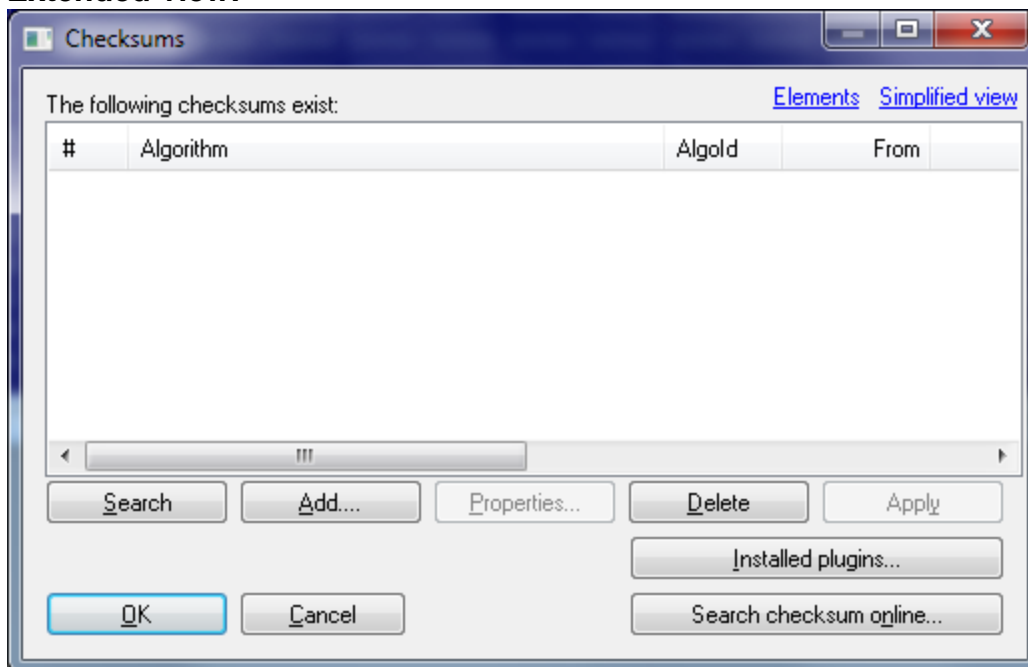 Checksums
The following checksums exist:
Elements Simplified view
# Algorithm AlgoId From
Search Add.... Properties... Delete Apply
Installed plugins...
OK Cancel Search checksum online...